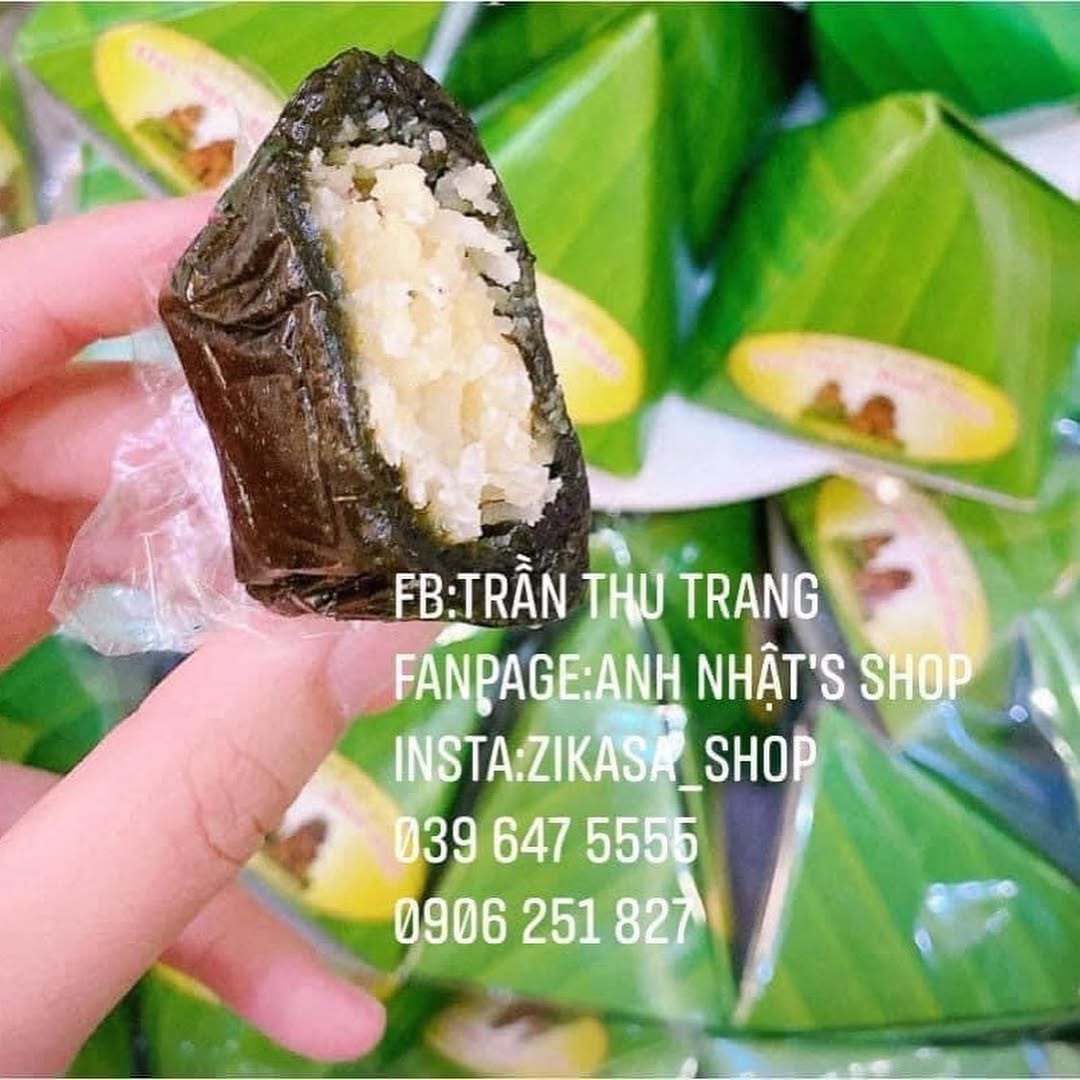 FB:TRẦN THU TRANG
FANPAGE:ANH NHẬT'S SHOP
INSTA:ZIKASA_SHOP
039 647 5555
0906 251 827